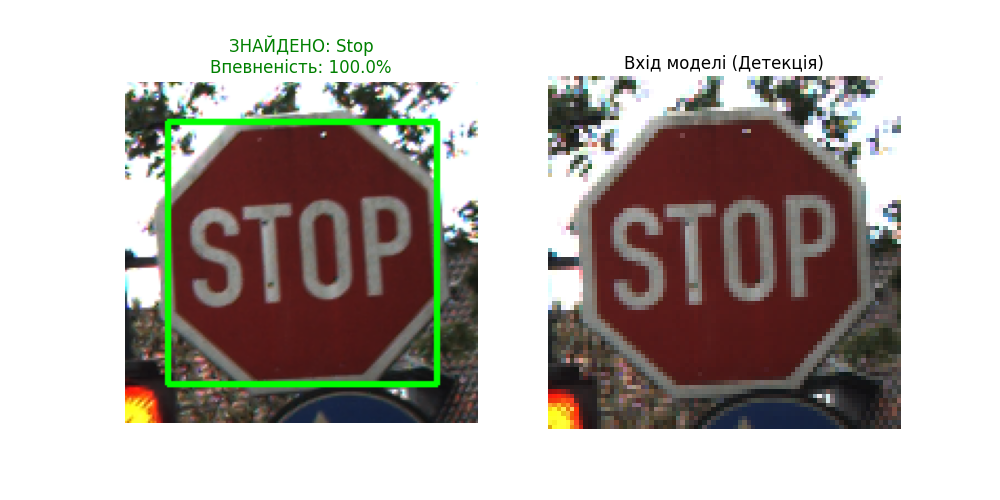 ЗНАЙДЕНО: Stop
Впевненість: 100.0%
STOP
Вхід моделі (Детекція)
STOP